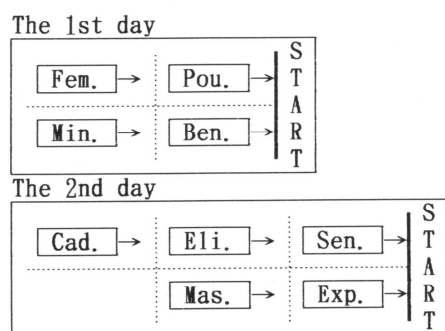 The 1st day
Fem. Pou.
Min. Ben.
START
The 2nd day
Cad. Eli. Sen.
Mas. Exp.
START